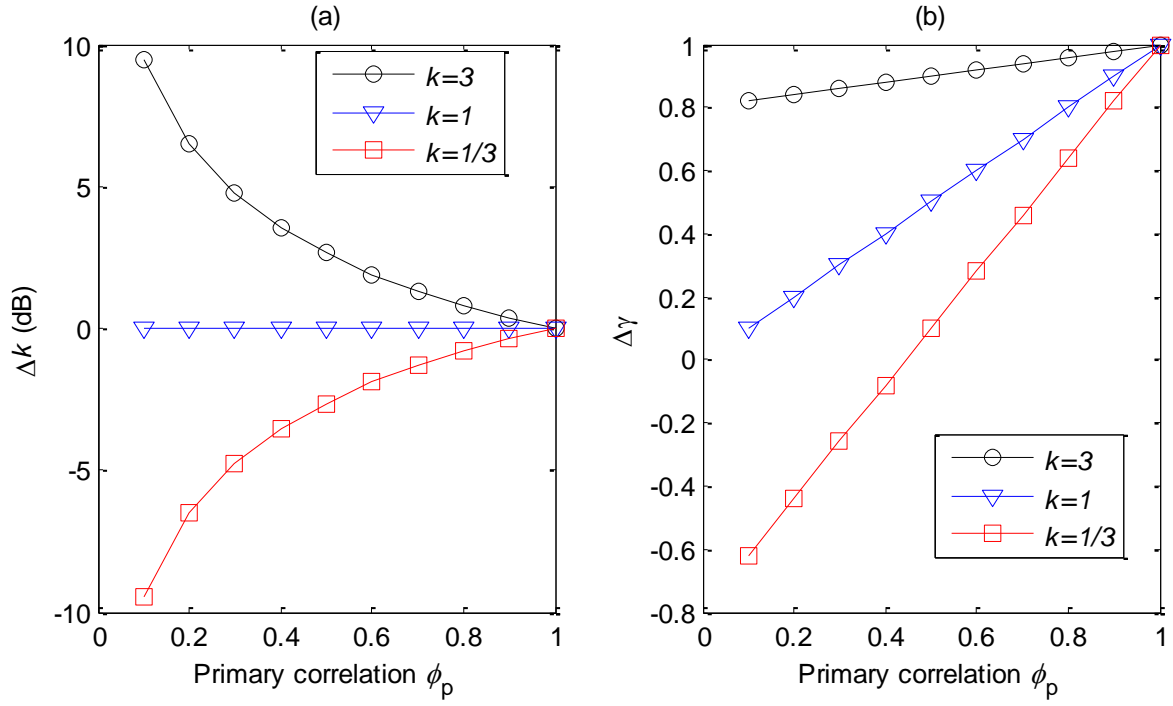 (a)
10
5
0
-5
-10
Δk (dB)
k=3
k=1
k=1/3
0 0.2 0.4 0.6 0.8 1
Primary correlation ϕp
(b)
1
0.8
0.6
0.4
0.2
0
-0.2
-0.4
-0.6
-0.8
Δγ
k=3
k=1
k=1/3
0 0.2 0.4 0.6 0.8 1
Primary correlation ϕp